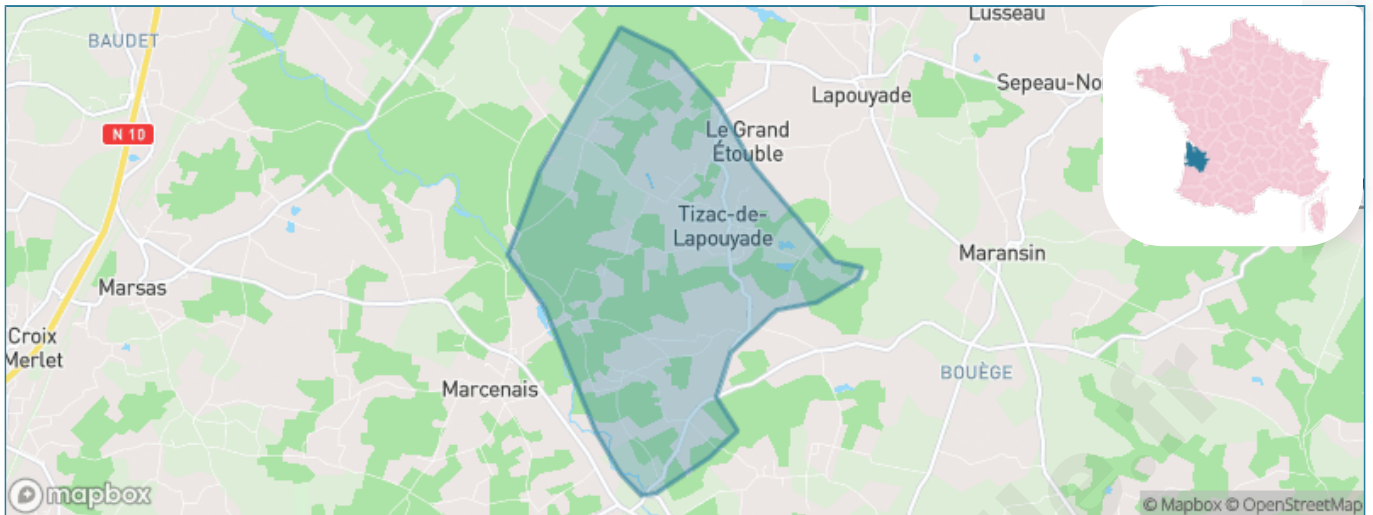 Lusseau
BAUDET
Sepeau-No
Lapouyade
N 10
Le Grand
Étouble
Tizac-de-
Lapouyade
Maransin
Marsas
Croix
Merlet
BOUÈGE
Marcenais
mapbox
© Mapbox © OpenStreetMap